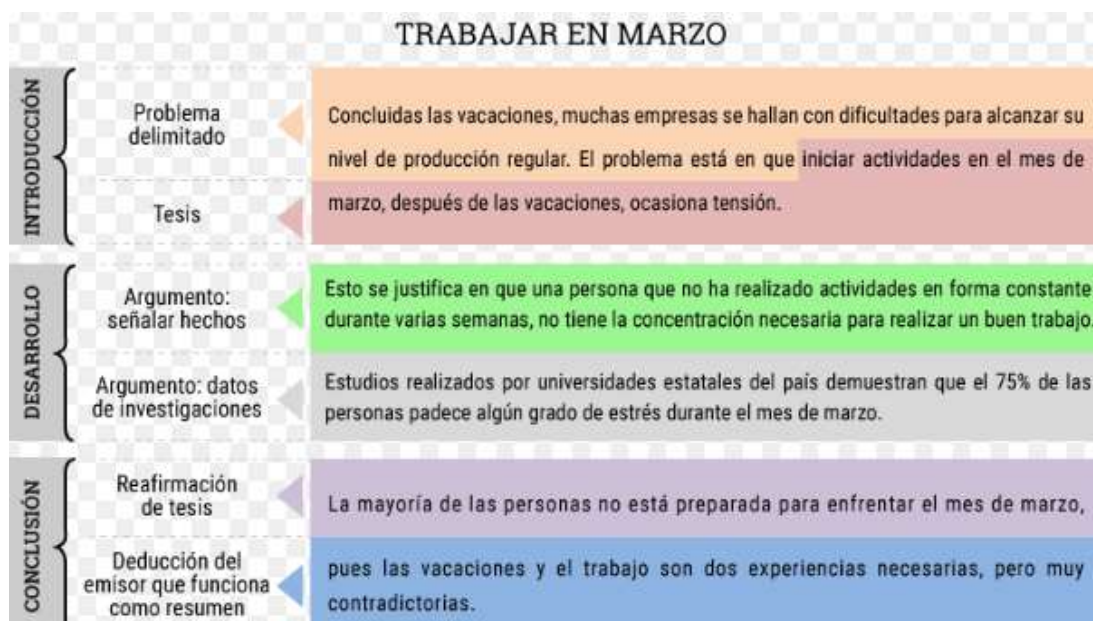 TRABAJAR EN MARZO
INTRODUCCIÓN
Problema
delimitado
Concluidas las vacaciones, muchas empresas se hallan con dificultades para alcanzar su
nivel de producción regular. El problema está en que iniciar actividades en el mes de
Tesis
marzo, después de las vacaciones, ocasiona tensión.
DESARROLLO
Argumento:
señalar hechos
Esto se justifica en que una persona que no ha realizado actividades en forma constante
durante varias semanas, no tiene la concentración necesaria para realizar un buen trabajo.
Argumento: datos
de investigaciones
Estudios realizados por universidades estatales del país demuestran que el 75% de las
personas padece algún grado de estrés durante el mes de marzo.
CONCLUSIÓN
Reafirmación
de tesis
La mayoría de las personas no está preparada para enfrentar el mes de marzo,
Deducción del
emisor que funciona
como resumen
pues las vacaciones y el trabajo son dos experiencias necesarias, pero muy
contradictorias.